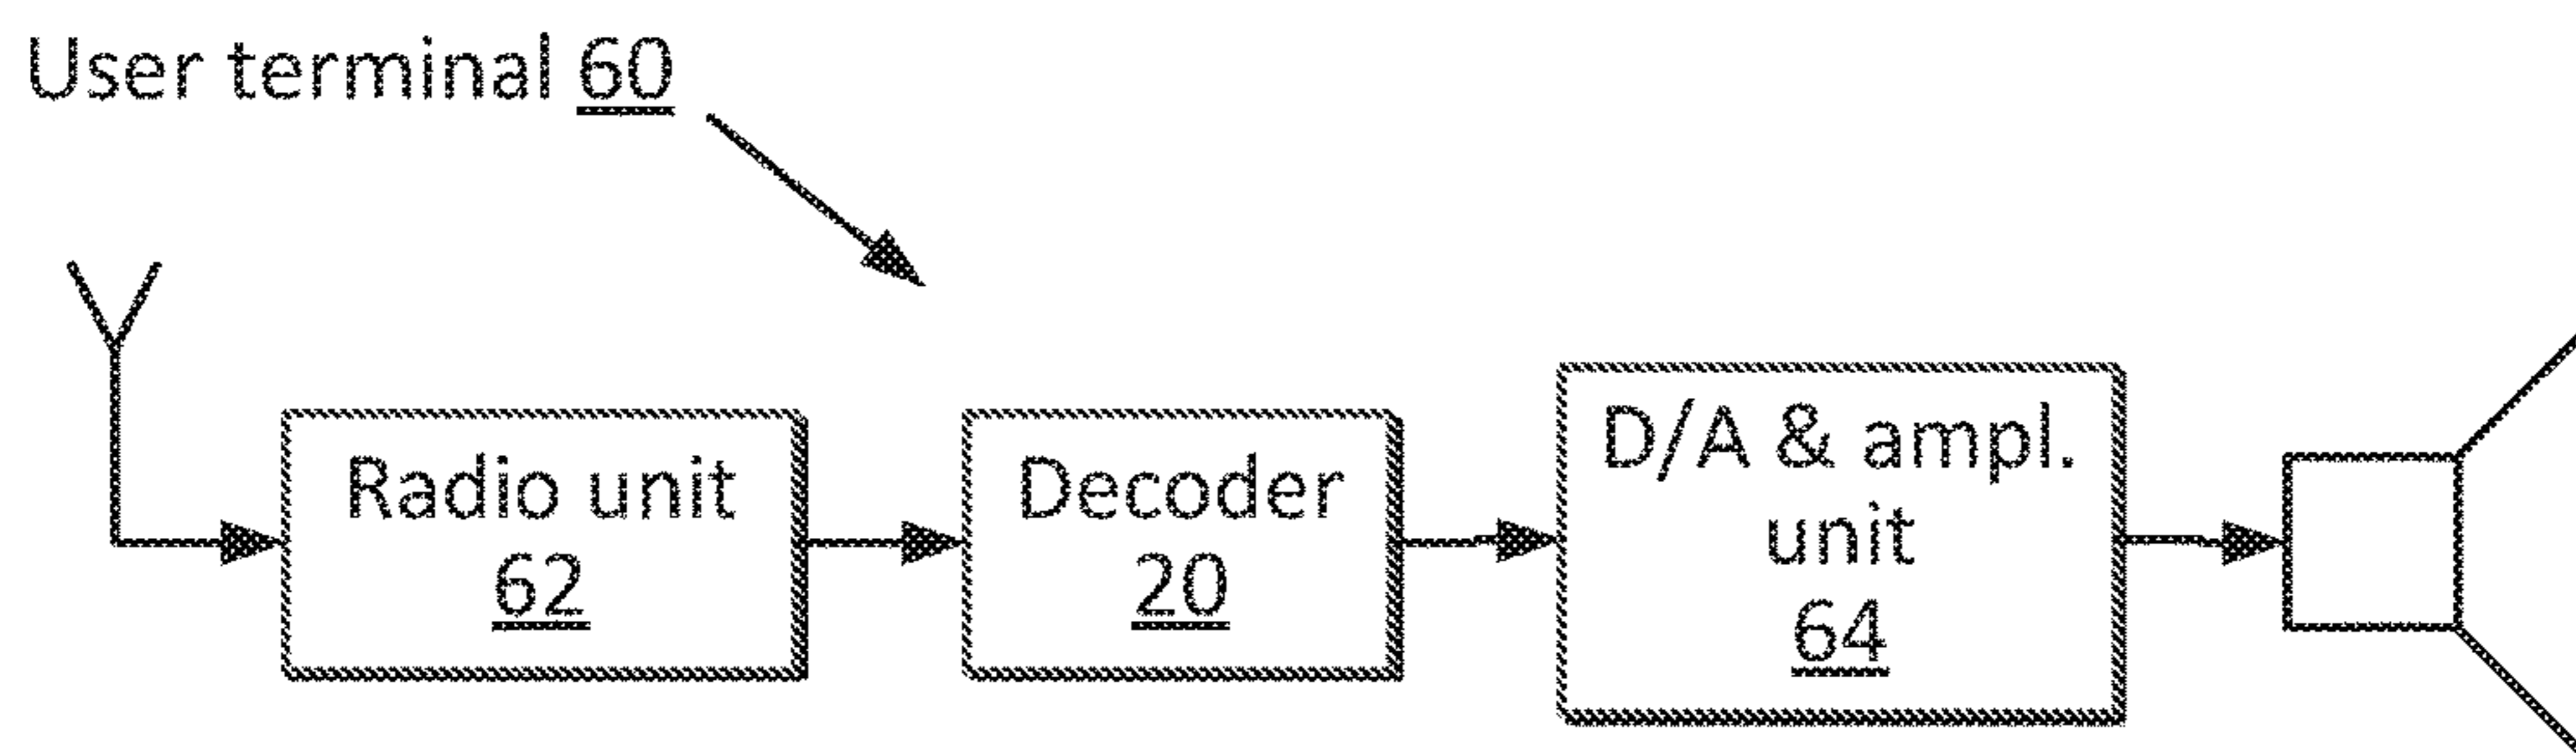 User terminal 60
Radio unit
62
Decoder
20
D/A & ampl.
unit
64